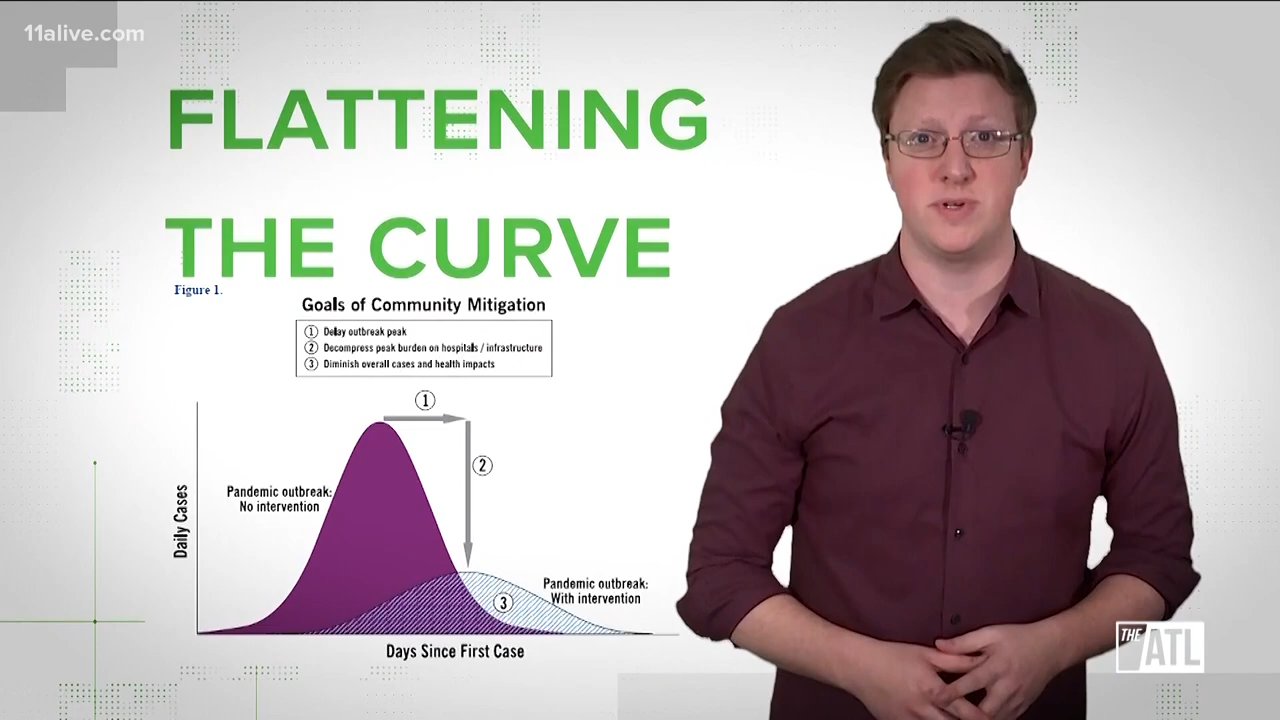 11alive.com
FLATTENING
THE CURVE
Figure 1.
Goals of Community Mitigation
① Delay outbreak peak
② Decompress peak burden on hospitals / infrastructure
③ Diminish overall cases and health impacts
①
②
Pandemic outbreak:
No intervention
Daily Cases
Pandemic outbreak:
With intervention
③
Days Since First Case
THE ATL